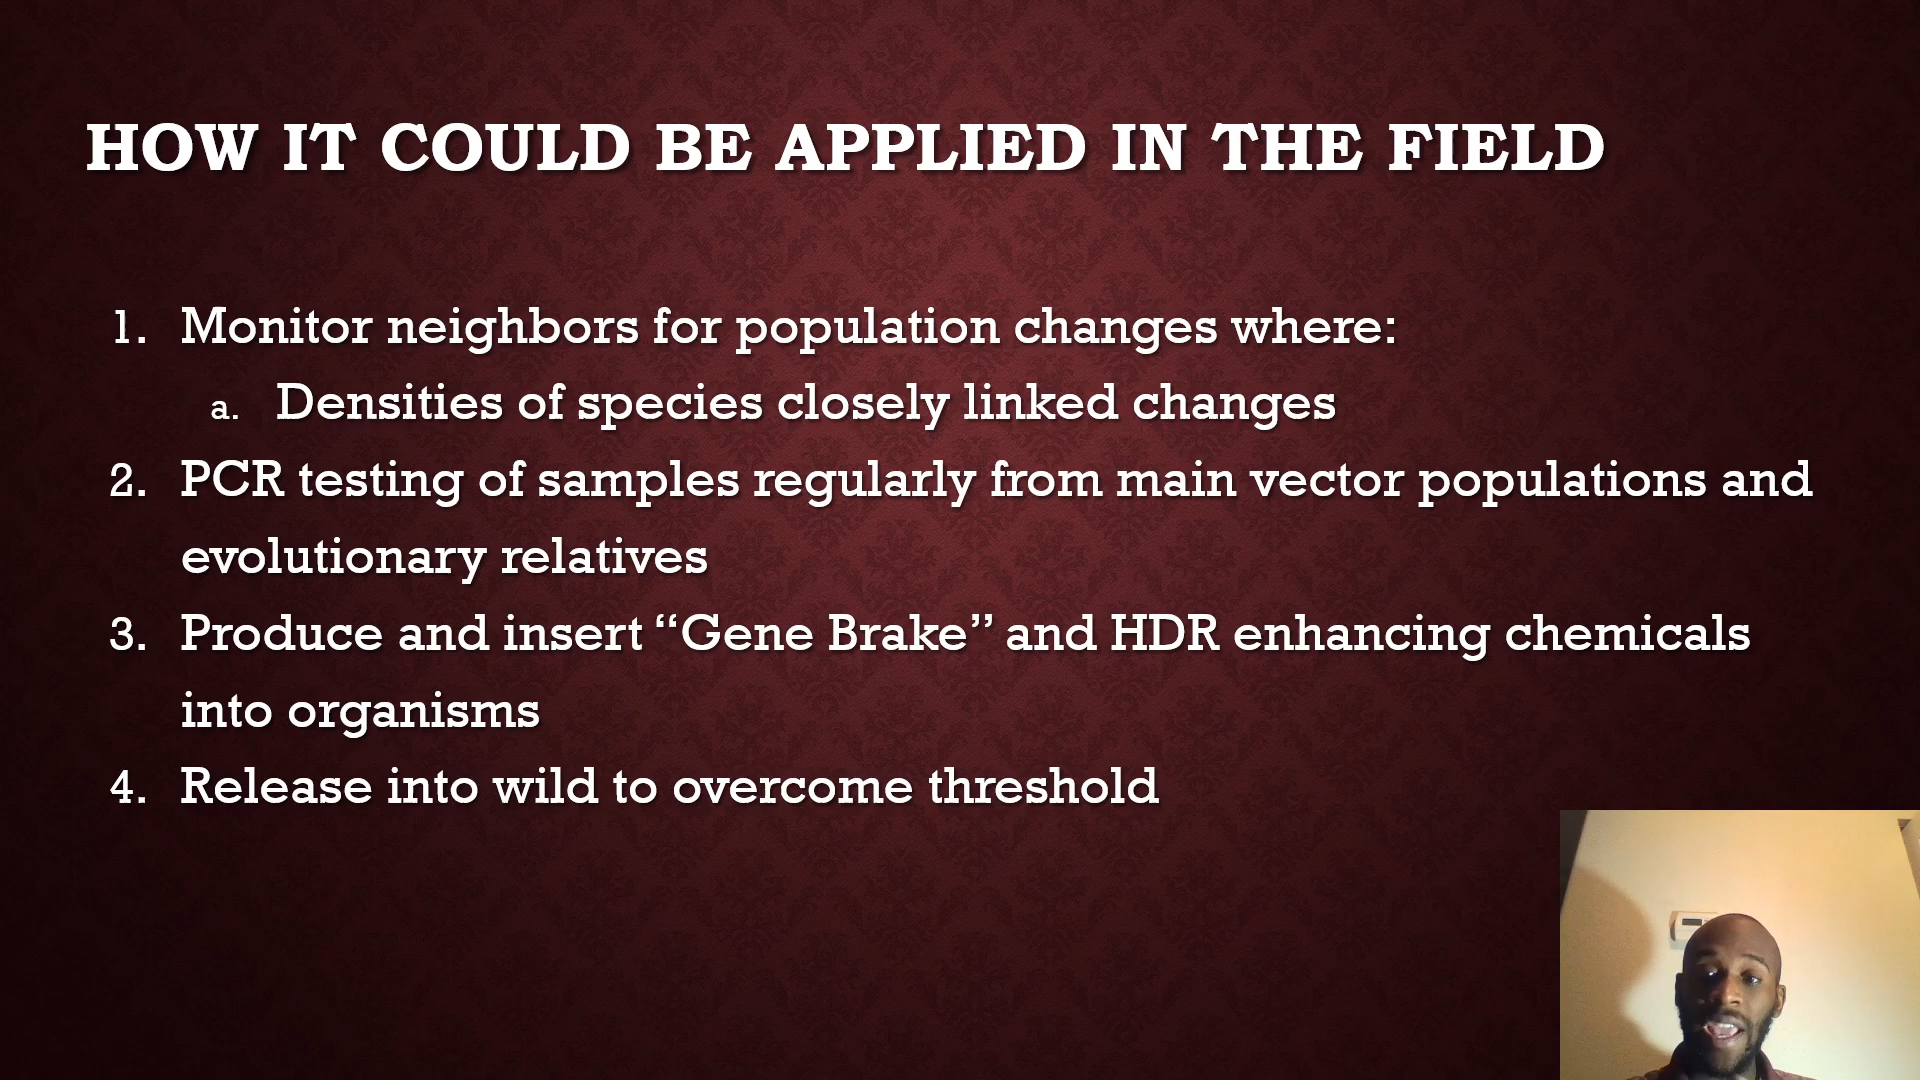 HOW IT COULD BE APPLIED IN THE FIELD
1. Monitor neighbors for population changes where:
a. Densities of species closely linked changes
2. PCR testing of samples regularly from main vector populations and
evolutionary relatives
3. Produce and insert “Gene Brake” and HDR enhancing chemicals
into organisms
4. Release into wild to overcome threshold